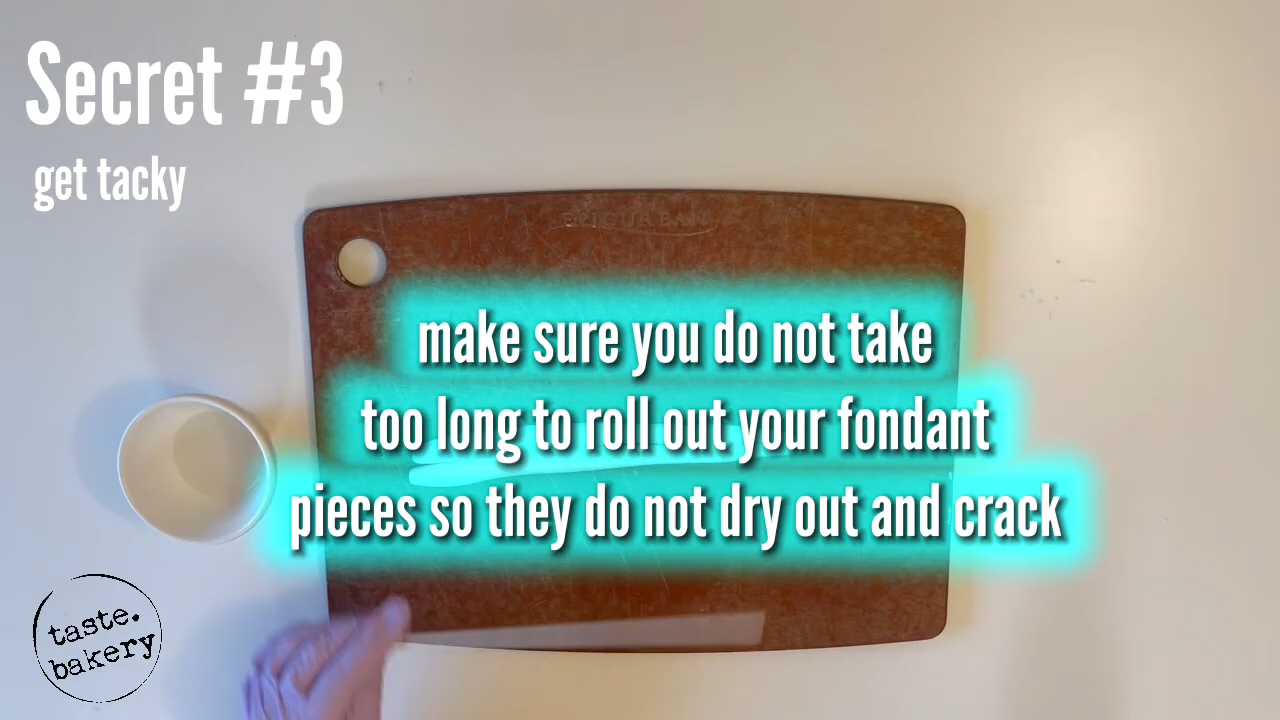 Secret #3
get tacky
EPICUREAN
make sure you do not take
too long to roll out your fondant
pieces so they do not dry out and crack
taste.
bakery